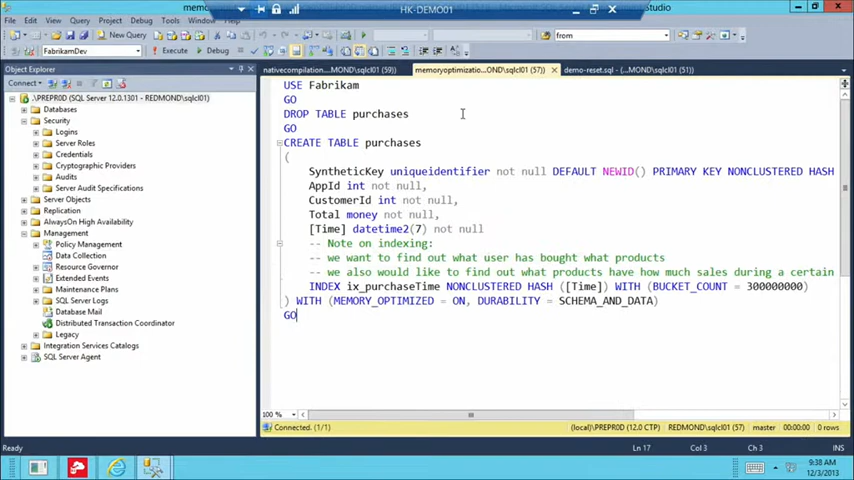 HK-DEMO01
Studio
File Edit View Query Project Debug Tools Window Help
New Query
from
FabrikamDev
Execute
Debug
Object Explorer
nativecompilation....MOND\sqlcl01 (59))
memoryoptimizatio...OND\sqlcl01 (57))
demo-reset.sql - (...MOND\sqlcl01 (51))
Connect
.\PREPR0D (SQL Server 12.0.1301 - REDMOND\sqlcl01)
Databases
Security
Logins
Server Roles
Credentials
Cryptographic Providers
Audits
Server Audit Specifications
Server Objects
Replication
AlwaysOn High Availability
Management
Policy Management
Data Collection
Resource Governor
Extended Events
Maintenance Plans
SQL Server Logs
Database Mail
Distributed Transaction Coordinator
Legacy
Integration Services Catalogs
SQL Server Agent
USE Fabrikam
GO
DROP TABLE purchases
GO
CREATE TABLE purchases
(
SyntheticKey uniqueidentifier not null DEFAULT NEWID() PRIMARY KEY NONCLUSTERED HASH
AppId int not null,
CustomerId int not null,
Total money not null,
[Time] datetime2(7) not null
-- Note on indexing:
-- we want to find out what user has bought what products
-- we also would like to find out what products have how much sales during a certain
INDEX ix_purchaseTime NONCLUSTERED HASH ([Time]) WITH (BUCKET_COUNT = 300000000)
) WITH (MEMORY_OPTIMIZED = ON, DURABILITY = SCHEMA_AND_DATA)
GO
100 %
Connected. (1/1)
(local)\PREPR0D (12.0 CTP)
REDMOND\sqlcl01 (57)
master
00:00:00
0 rows
Ready
Ln 17
Col 3
Ch 3
INS
9:38 AM
12/3/2013